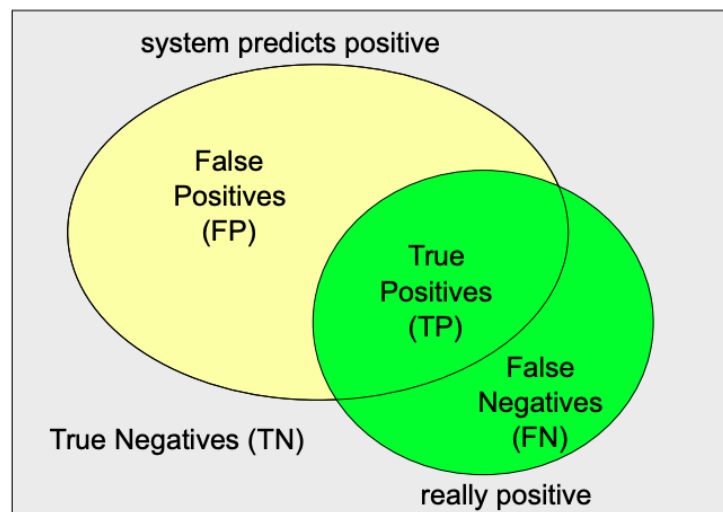 system predicts positive
False
Positives
(FP)
True
Positives
(TP)
False
Negatives
(FN)
True Negatives (TN)
really positive